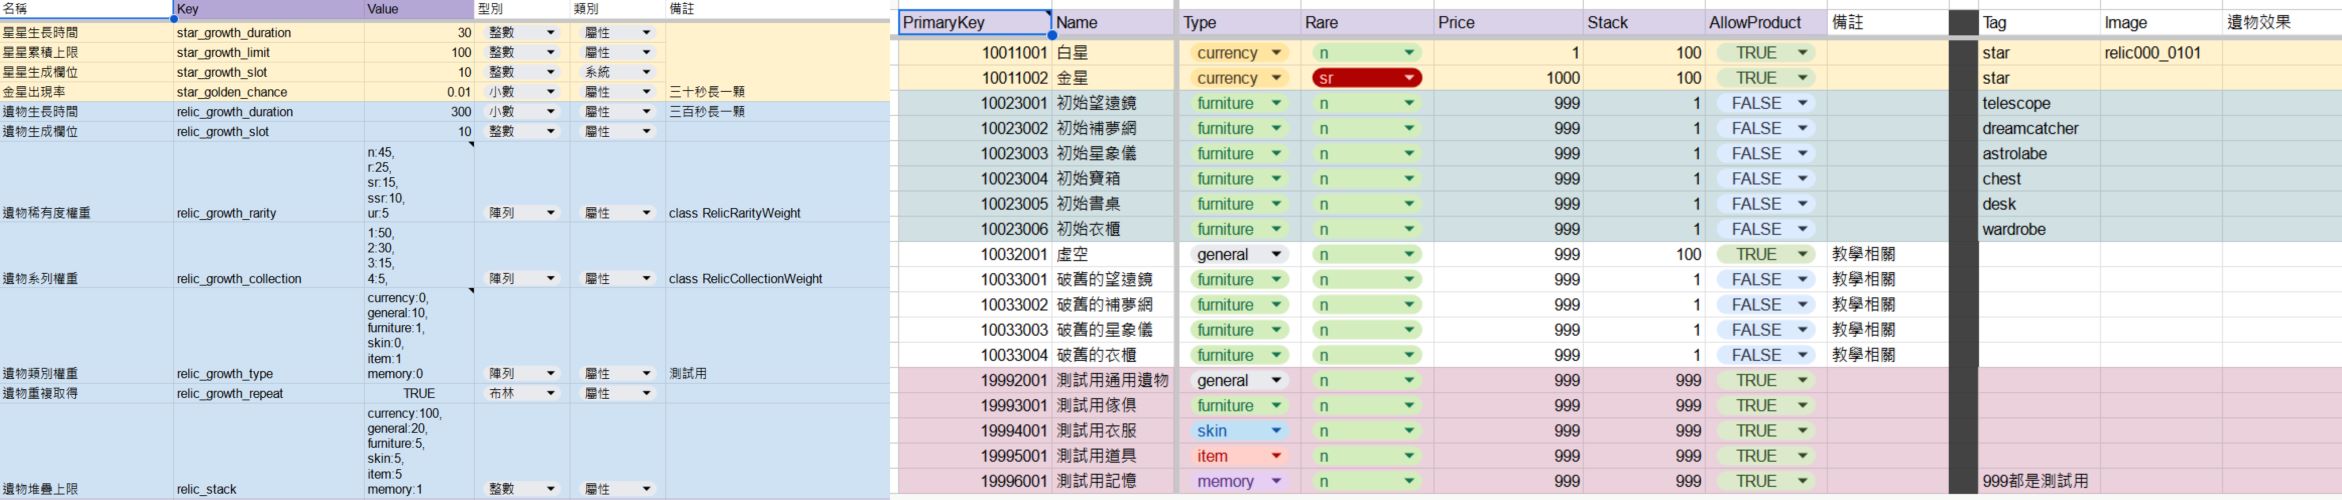 名稱 Key Value 型別 類別 備註
星星生長時間 star_growth_duration 30 整數 屬性
星星累積上限 star_growth_limit 100 整數 屬性
星星生成欄位 star_growth_slot 10 整數 系統
金星出現率 star_golden_chance 0.01 小數 屬性 三十秒長一顆
遺物生長時間 relic_growth_duration 300 小數 屬性 三百秒長一顆
遺物生成欄位 relic_growth_slot 10 整數 屬性
n:45,
r:25,
sr:15,
ssr:10,
遺物稀有度權重 relic_growth_rarity ur:5 陣列 屬性 class RelicRarityWeight
1:50,
2:30,
3:15,
遺物系列權重 relic_growth_collection 4:5, 陣列 屬性 class RelicCollectionWeight
currency:0,
general:10,
furniture:1,
skin:0,
item:1
遺物類別權重 relic_growth_type memory:0 陣列 屬性 測試用
遺物重複取得 relic_growth_repeat TRUE 布林 屬性
currency:100,
general:20,
furniture:5,
skin:5,
item:5
遺物堆疊上限 relic_stack memory:1 整數 屬性
PrimaryKey Name Type Rare Price Stack AllowProduct 備註 Tag Image 遺物效果
10011001 白星 currency n 1 100 TRUE star relic000_0101
10011002 金星 currency sr 1000 100 TRUE star
10023001 初始望遠鏡 furniture n 999 1 FALSE telescope
10023002 初始補夢網 furniture n 999 1 FALSE dreamcatcher
10023003 初始星象儀 furniture n 999 1 FALSE astrolabe
10023004 初始寶箱 furniture n 999 1 FALSE chest
10023005 初始書桌 furniture n 999 1 FALSE desk
10023006 初始衣櫃 furniture n 999 1 FALSE wardrobe
10032001 虛空 general n 999 100 TRUE 教學相關
10033001 破舊的望遠鏡 furniture n 999 1 FALSE 教學相關
10033002 破舊的補夢網 furniture n 999 1 FALSE 教學相關
10033003 破舊的星象儀 furniture n 999 1 FALSE 教學相關
10033004 破舊的衣櫃 furniture n 999 1 FALSE 教學相關
19992001 測試用通用遺物 general n 999 999 TRUE
19993001 測試用傢俱 furniture n 999 999 TRUE
19994001 測試用衣服 skin n 999 999 TRUE
19995001 測試用道具 item n 999 999 TRUE
19996001 測試用記憶 memory n 999 999 TRUE 999都是測試用